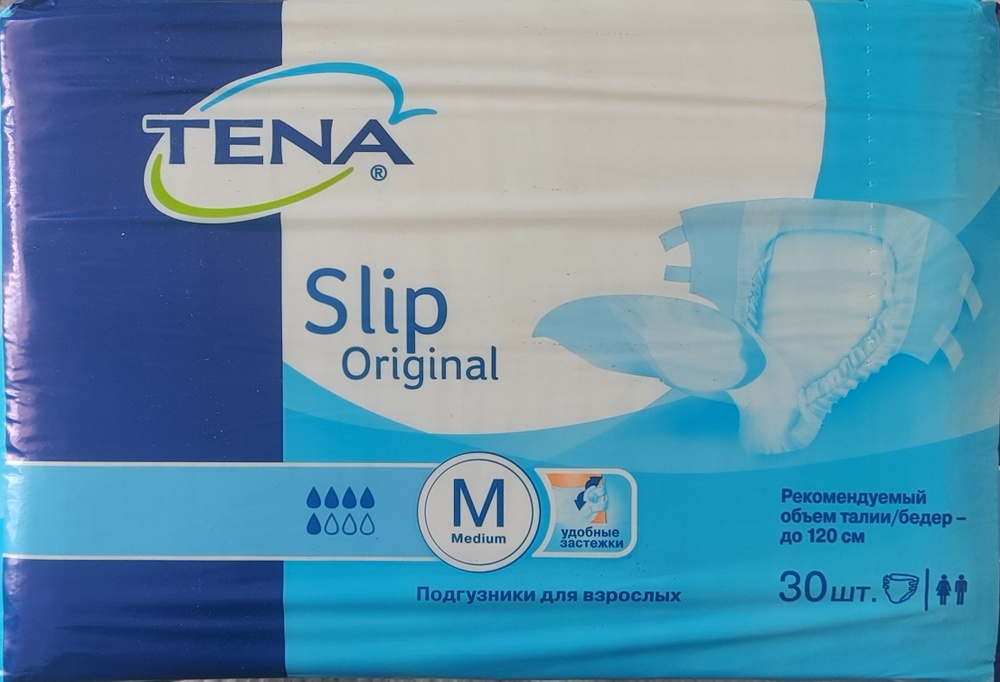 TENA®
Slip
Original
M
Medium
удобные
застежки
Рекомендуемый
объем талии/бедер –
до 120 см
Подгузники для взрослых
30 шт.